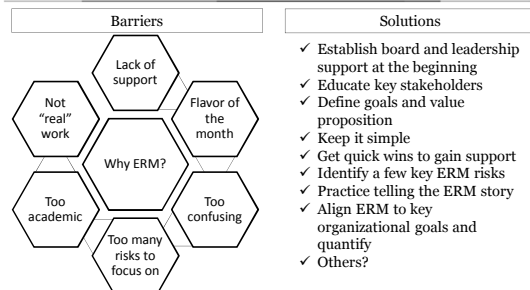 Barriers
Lack of
support
Flavor of
the
month
Too
confusing
Too many
risks to
focus on
Too
academic
Not
“real”
work
Why ERM?
Solutions
✓ Establish board and leadership
support at the beginning
✓ Educate key stakeholders
✓ Define goals and value
proposition
✓ Keep it simple
✓ Get quick wins to gain support
✓ Identify a few key ERM risks
✓ Practice telling the ERM story
✓ Align ERM to key
organizational goals and
quantify
✓ Others?